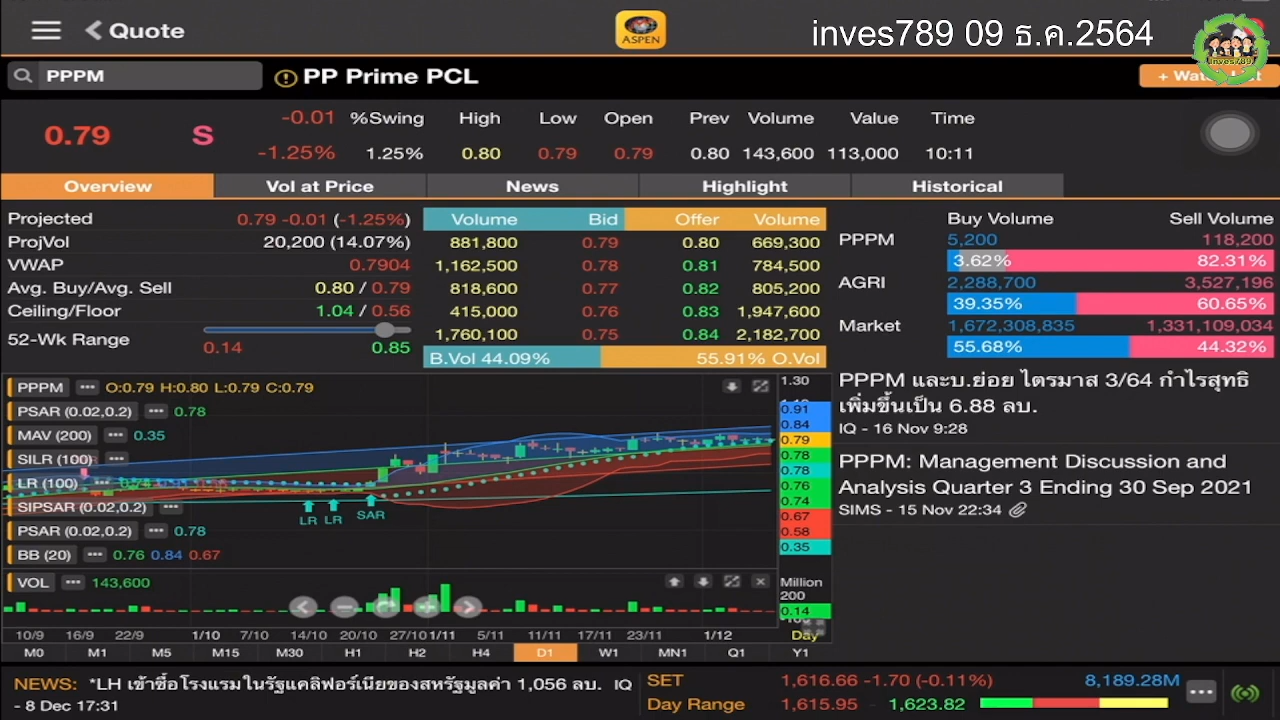 Quote
ASPEN
inves789 09 ธ.ค.2564
inves789
PPPM
PP Prime PCL
0.79 S -0.01 -1.25%
%Swing High Low Open Prev Volume Value Time
1.25% 0.80 0.79 0.79 0.80 143,600 113,000 10:11
Overview Vol at Price News Highlight Historical
Projected 0.79 -0.01 (-1.25%)
ProjVol 20,200 (14.07%)
VWAP 0.7904
Avg. Buy/Avg. Sell 0.80 / 0.79
Ceiling/Floor 1.04 / 0.56
52-Wk Range
0.14 0.85
Volume Bid Offer Volume
881,800 0.79 0.80 669,300
1,162,500 0.78 0.81 784,500
818,600 0.77 0.82 805,200
415,000 0.76 0.83 1,947,600
1,760,100 0.75 0.84 2,182,700
B.Vol 44.09% 55.91% O.Vol
Buy Volume Sell Volume
PPPM 5,200 118,200
3.62% 82.31%
AGRI 2,288,700 3,527,196
39.35% 60.65%
Market 1,672,308,835 1,331,109,034
55.68% 44.32%
PPPM O:0.79 H:0.80 L:0.79 C:0.79
PSAR (0.02,0.2) 0.78
MAV (200) 0.35
SILR (100)
LR (100)
SIPSAR (0.02,0.2)
PSAR (0.02,0.2) 0.78
BB (20) 0.76 0.84 0.67
LR LR SAR
1.30
0.91
0.84
0.79
0.78
0.78
0.76
0.74
0.67
0.58
0.35
VOL 143,600
Million
200
0.14
10/9 16/9 22/9 1/10 7/10 14/10 20/10 27/10 1/11 5/11 11/11 17/11 23/11 1/12 Day
M0 M1 M5 M15 M30 H1 H2 H4 D1 W1 MN1 Q1 Y1
PPPM และบ.ย่อย ไตรมาส 3/64 กำไรสุทธิ
เพิ่มขึ้นเป็น 6.88 ลบ.
IQ - 16 Nov 9:28
PPPM: Management Discussion and
Analysis Quarter 3 Ending 30 Sep 2021
SIMS - 15 Nov 22:34
NEWS: *LH เข้าซื้อโรงแรมในรัฐแคลิฟอร์เนียของสหรัฐมูลค่า 1,056 ลบ. IQ
- 8 Dec 17:31
SET 1,616.66 -1.70 (-0.11%) 8,189.28M
Day Range 1,615.95 - 1,623.82